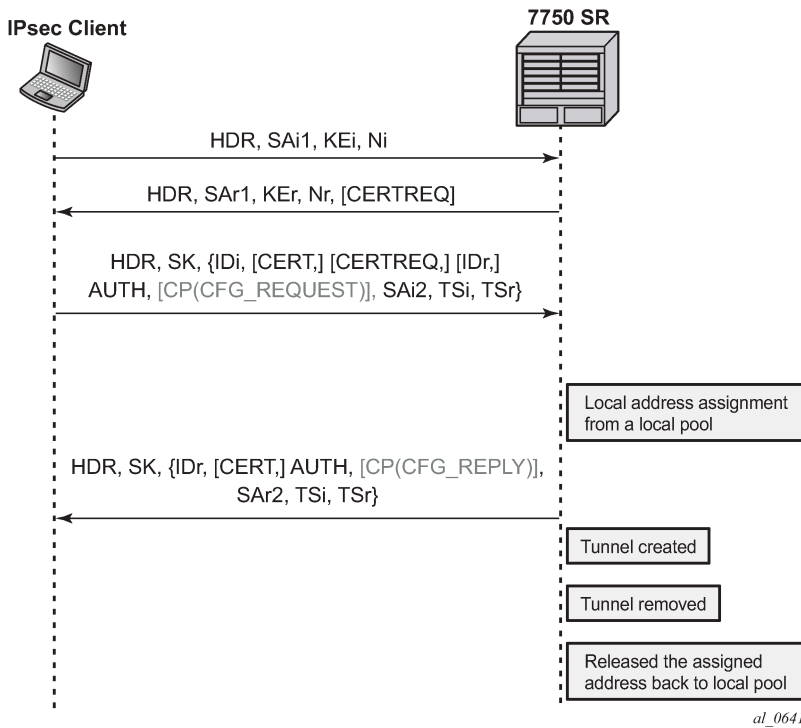 IPsec Client
7750 SR
HDR, SAi1, KEi, Ni
HDR, SAr1, KEr, Nr, [CERTREQ]
HDR, SK, {IDi, [CERT,] [CERTREQ,] [IDr,]
AUTH, [CP(CFG_REQUEST)], SAi2, TSi, TSr}
Local address assignment
from a local pool
HDR, SK, {IDr, [CERT,] AUTH, [CP(CFG_REPLY)],
SAr2, TSi, TSr}
Tunnel created
Tunnel removed
Released the assigned
address back to local pool
al_0641